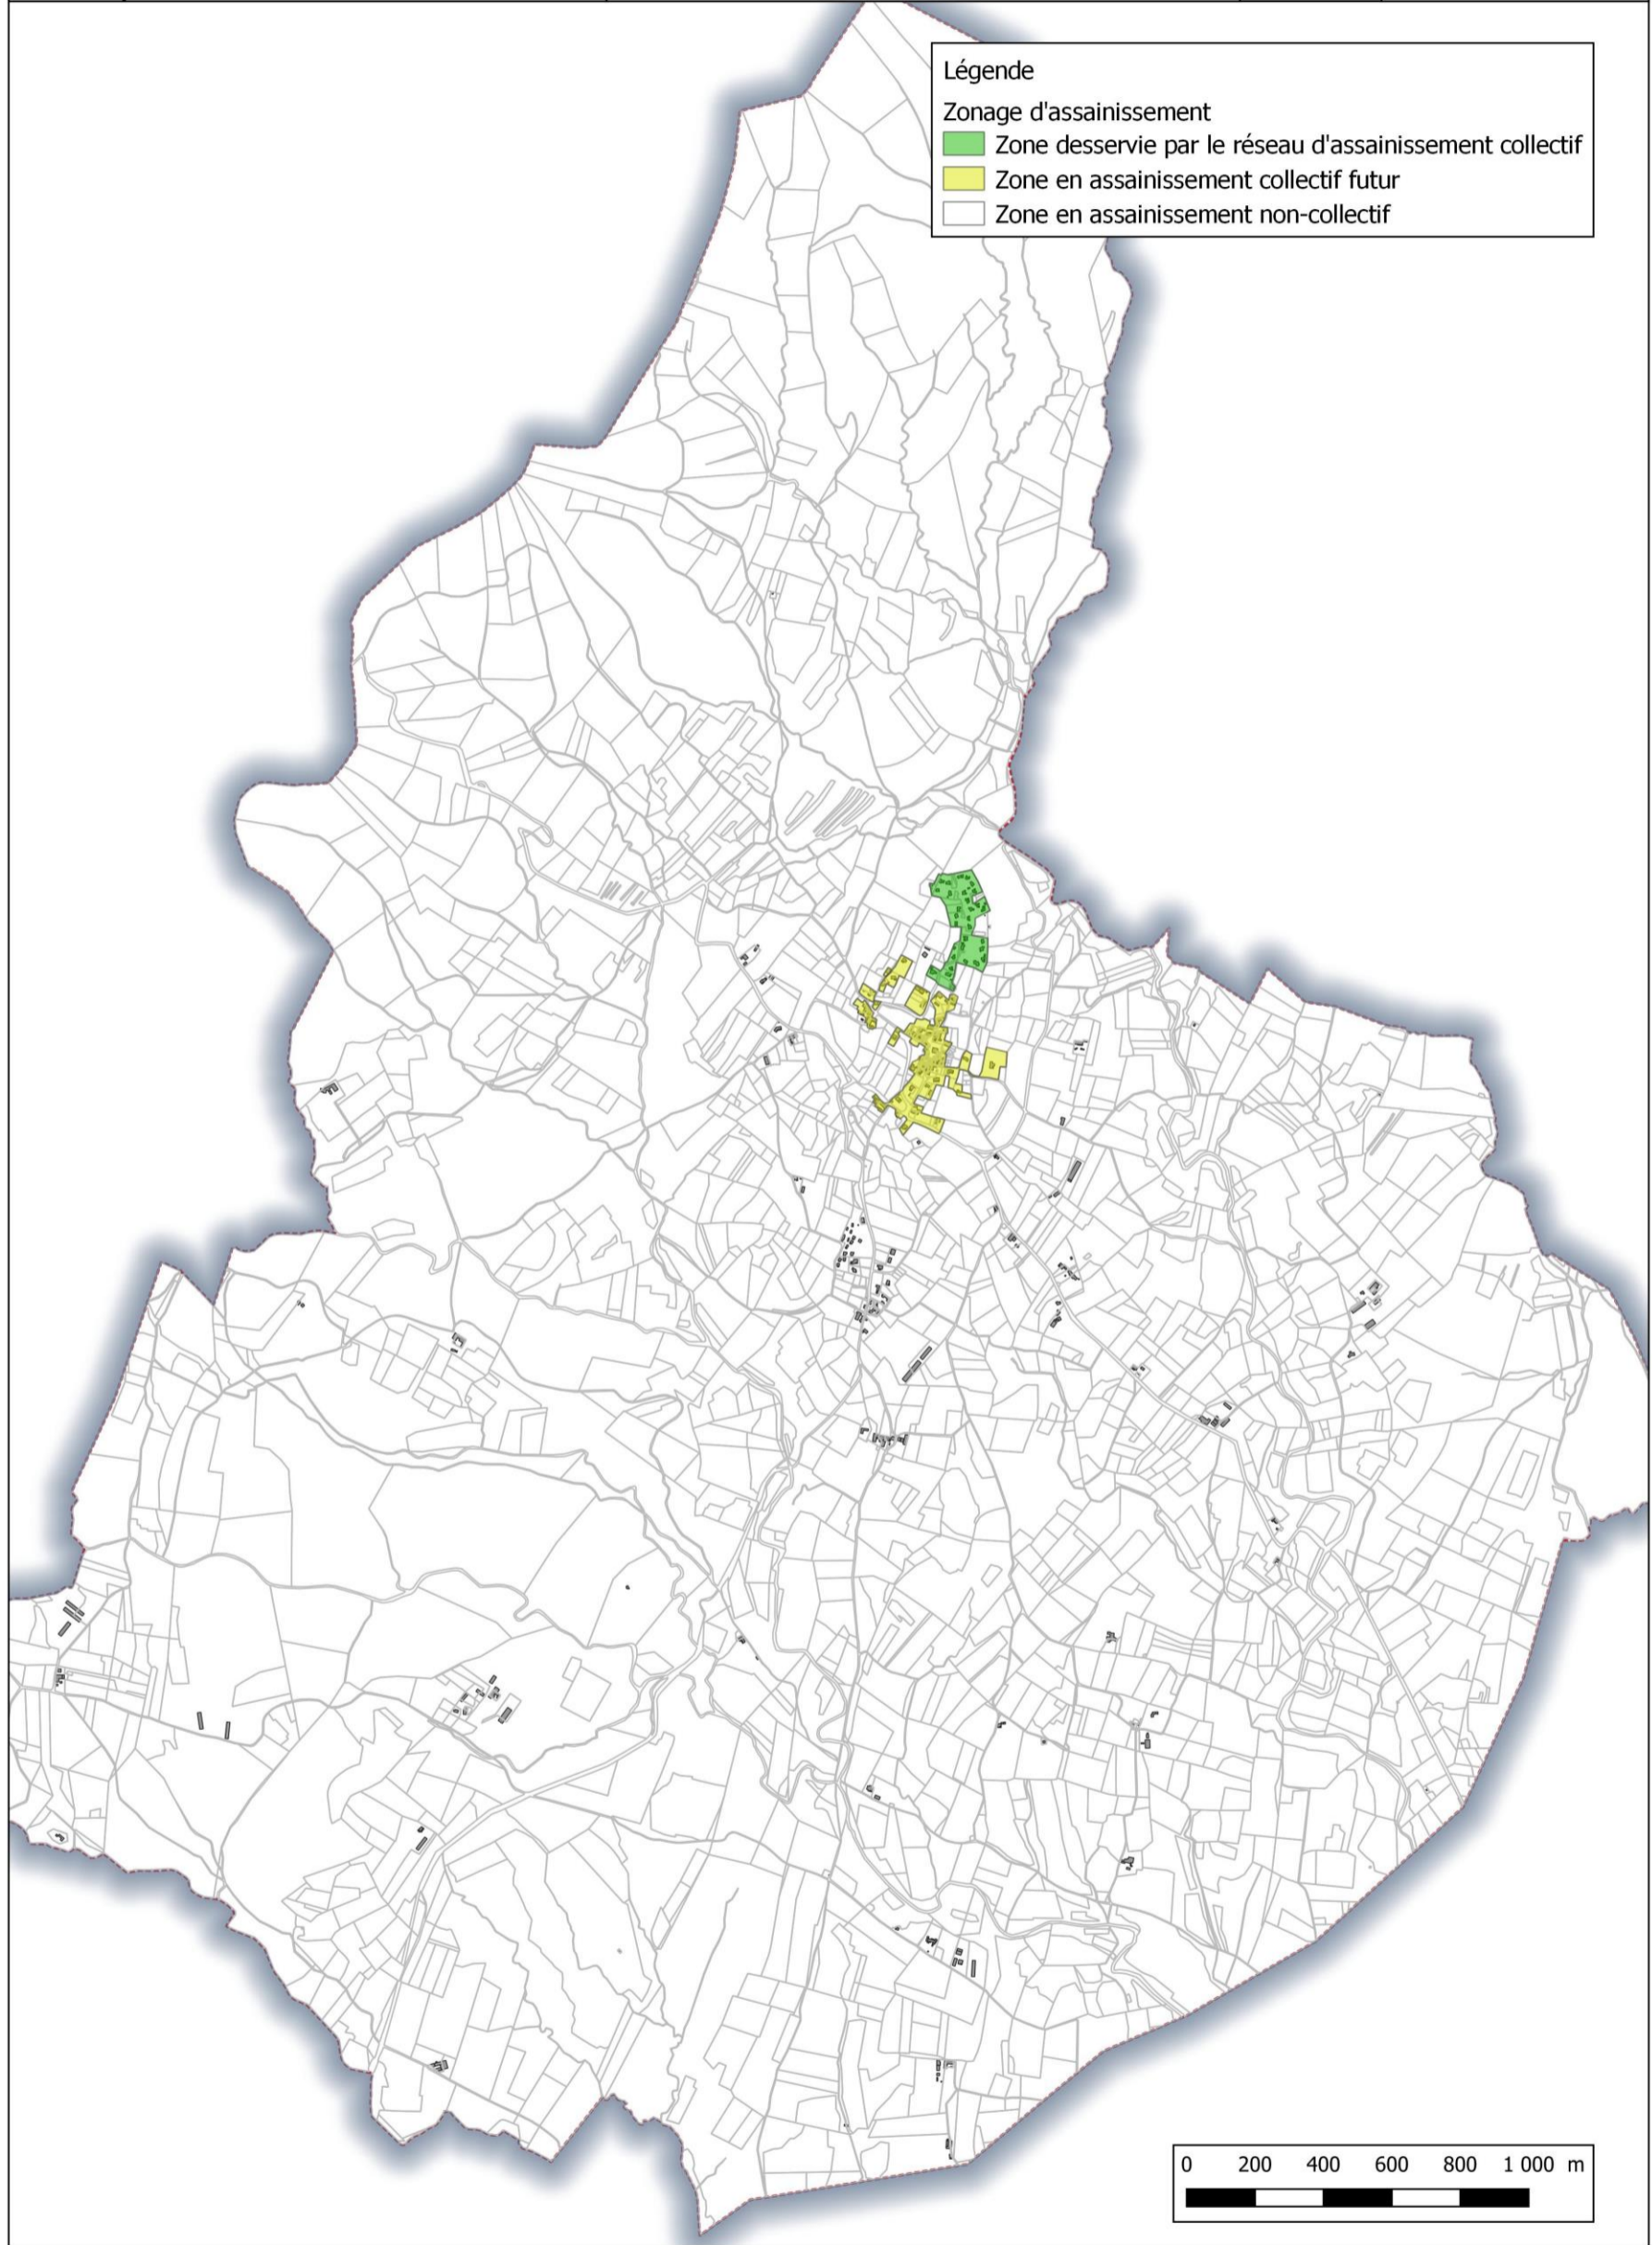 Légende
Zonage d'assainissement
Zone desservie par le réseau d'assainissement collectif
Zone en assainissement collectif futur
Zone en assainissement non-collectif
0 200 400 600 800 1 000 m